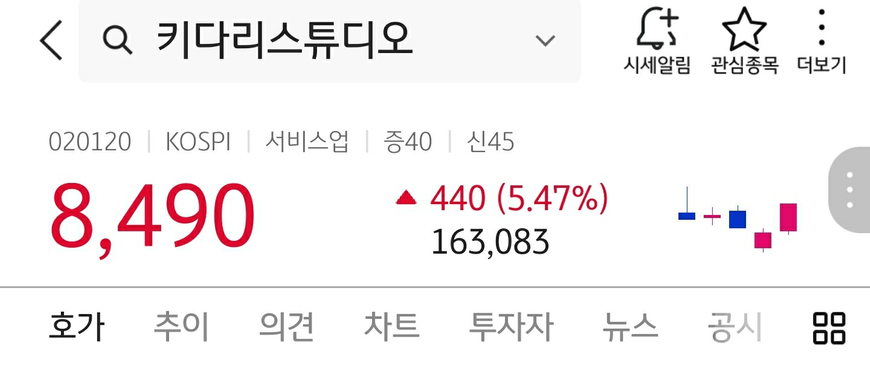 키다리스튜디오
시세알림 관심종목 더보기
020120 | KOSPI | 서비스업 | 증40 | 신45
8,490 ▲ 440 (5.47%)
163,083
호가 추이 의견 차트 투자자 뉴스 공시